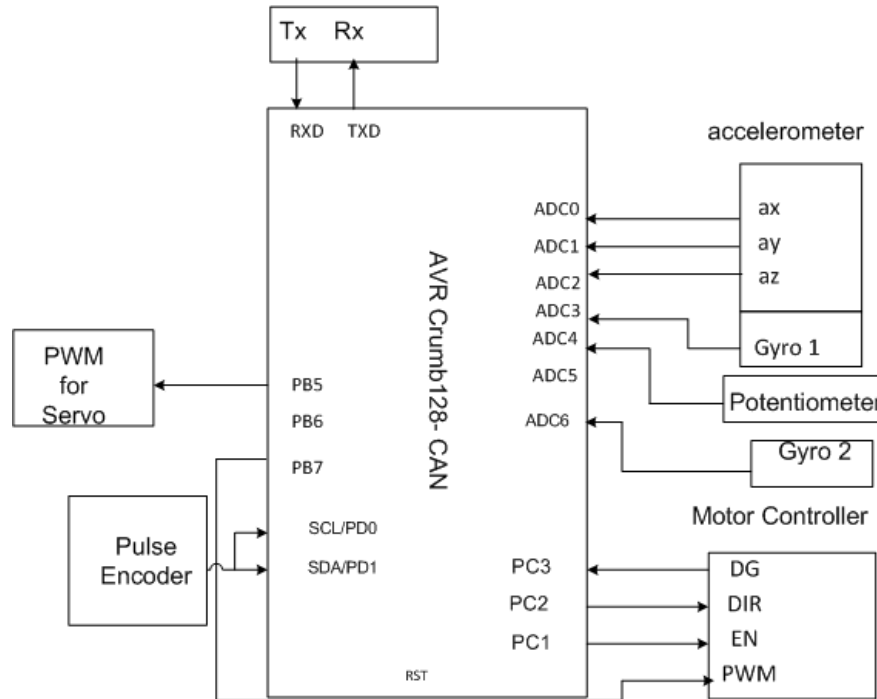 Tx Rx
RXD TXD
accelerometer
ADC0
ADC1
ADC2
ADC3
ADC4
ADC5
ADC6
ax
ay
az
Gyro 1
Potentiometer
Gyro 2
AVR Crumb128- CAN
PWM
for
Servo
PB5
PB6
PB7
Pulse
Encoder
SCL/PD0
SDA/PD1
Motor Controller
PC3
PC2
PC1
DG
DIR
EN
PWM
RST